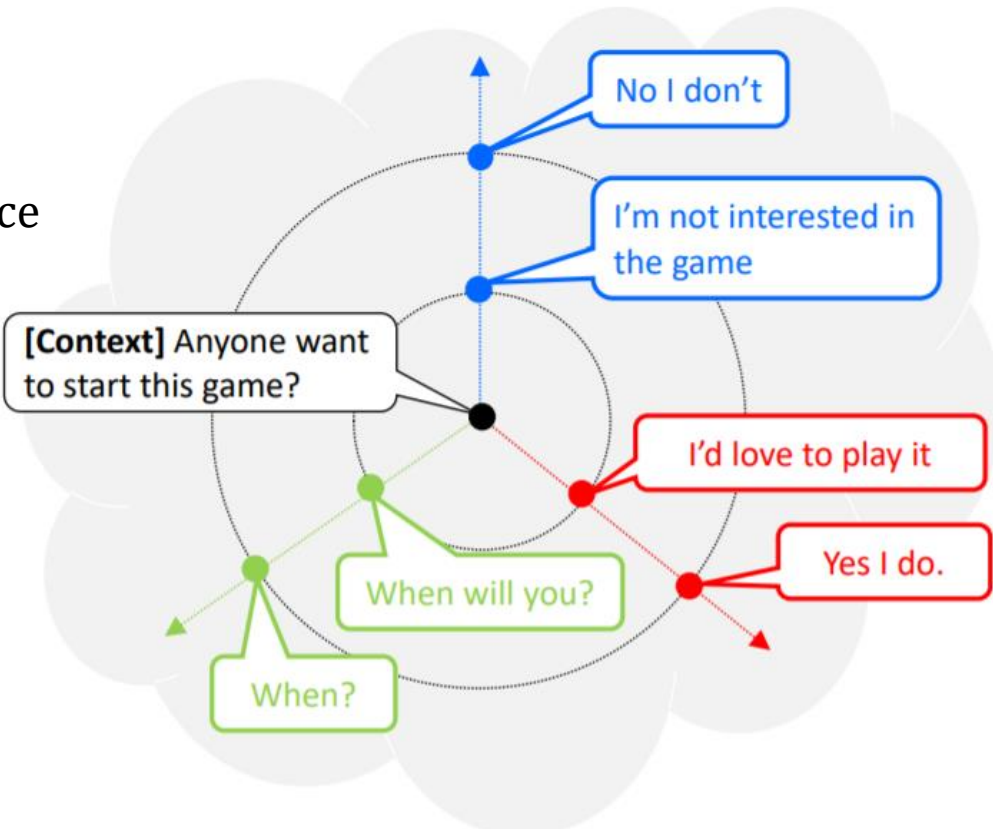 No I don't
ce
I'm not interested in
the game
[Context] Anyone want
to start this game?
I'd love to play it
Yes I do.
When will you?
When?